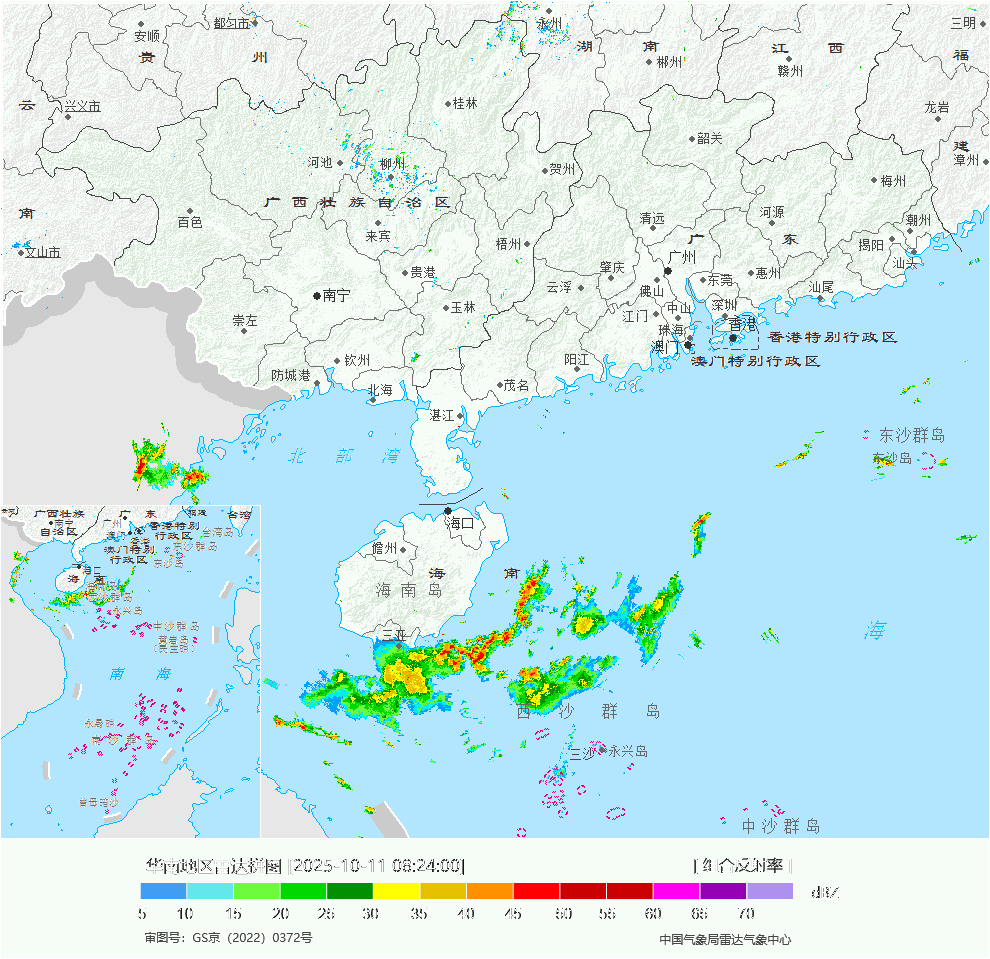 永州
三明
都匀市
安顺
贵
州
湖
南
江
西
福
郴州
赣州
云
兴义市
桂林
龙岩
韶关
建
河池
柳州
贺州
漳州
梅州
广西壮族自治区
南
百色
来宾
清远
河源
潮州
梧州
广
东
揭阳
文山市
广州
汕头
贵港
肇庆
惠州
云浮
佛山
东莞
汕尾
南宁
玉林
江门
中山
深圳
崇左
珠海
香港
香港特别行政区
澳门
澳门特别行政区
钦州
阳江
防城港
北海
茂名
湛江
北部湾
东沙群岛
东沙岛
海口
儋州
海
南
海南岛
三亚
海
西沙群岛
三沙
永兴岛
中沙群岛
广西壮族
自治区
南宁
广
东
广州
台湾
香港特别
行政区
澳门特别
行政区
台湾岛
东沙群岛
东沙岛
海口
海
南
永兴岛
中沙群岛
黄岩岛
南
海
永暑礁
南沙群岛
曾母暗沙
华南地区雷达拼图 [2025-10-11 08:24:00]
[组合反射率]
5 10 15 20 25 30 35 40 45 50 55 60 65 70
dBZ
审图号：GS京（2022）0372号
中国气象局雷达气象中心